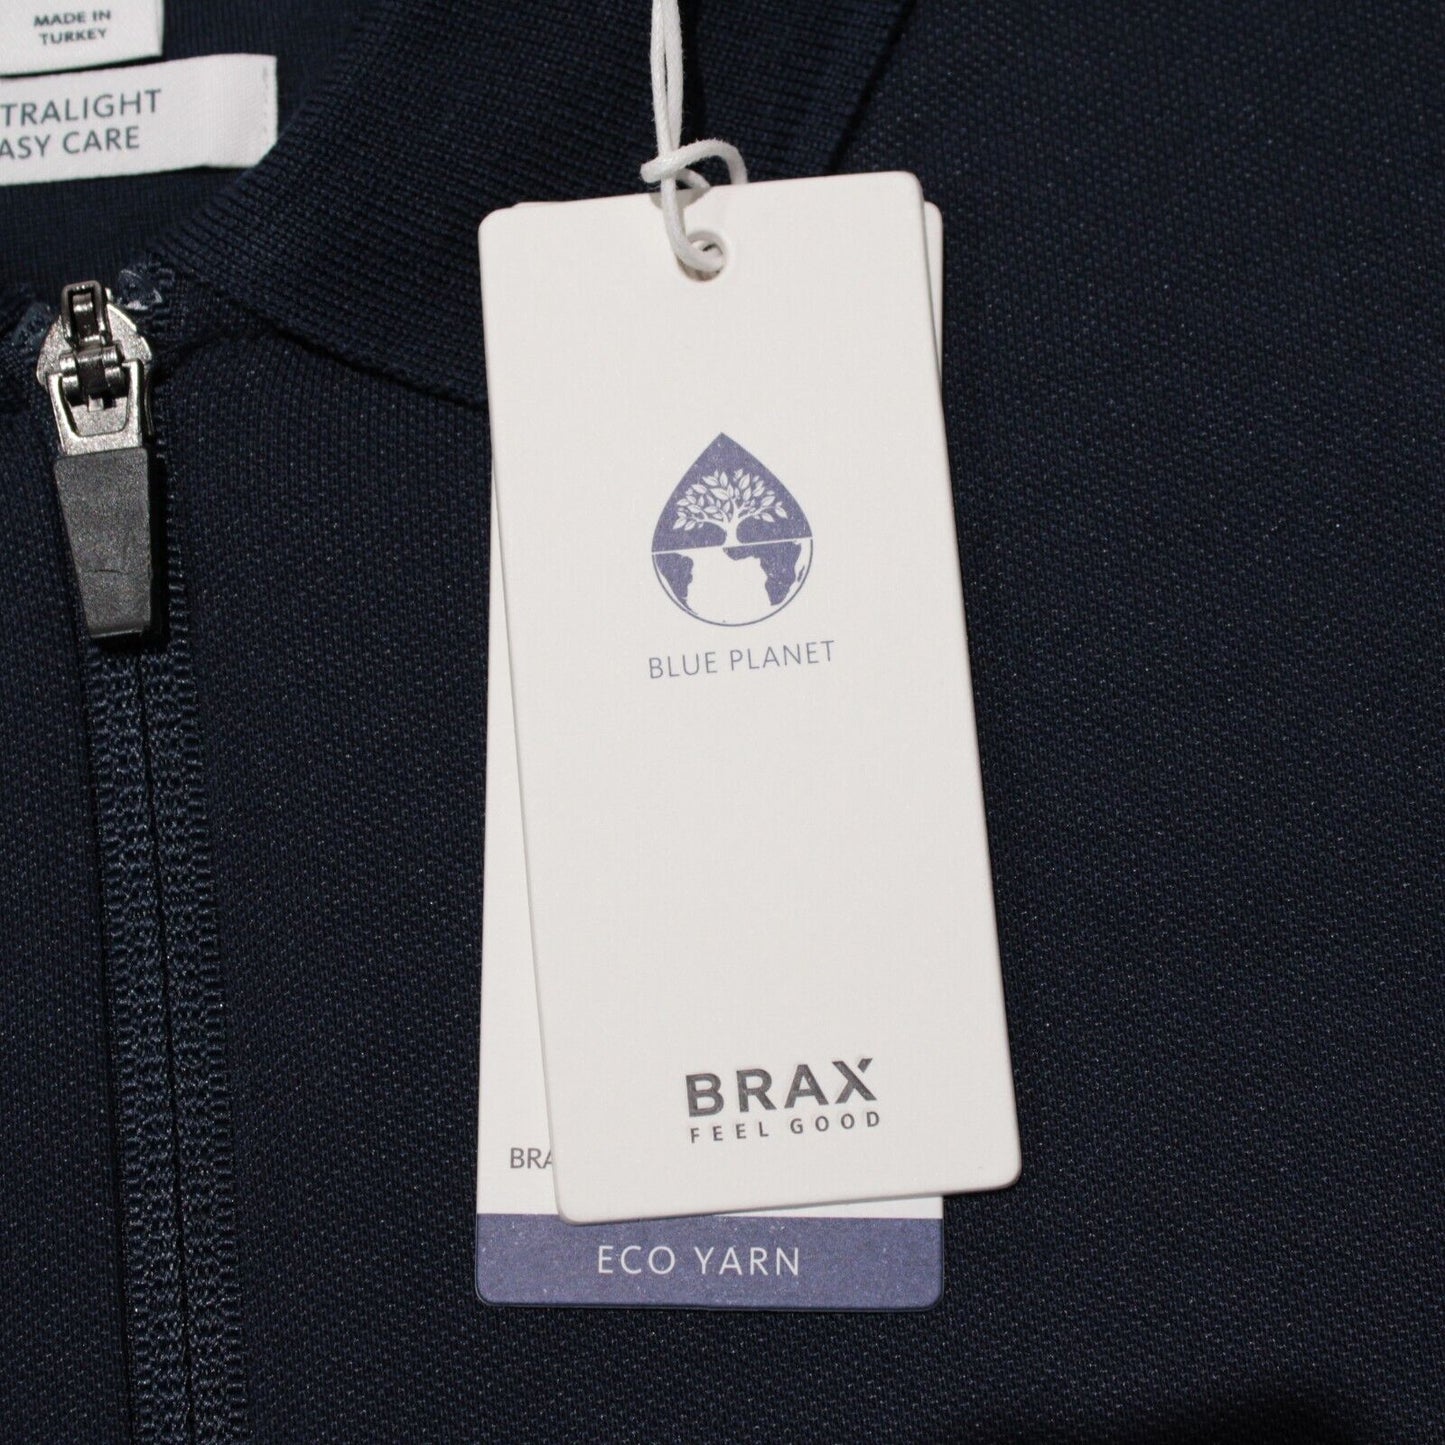 MADE IN
TURKEY
TRALIGHT
ASY CARE
BLUE PLANET
BRAX
FEEL GOOD
BRA
ECO YARN